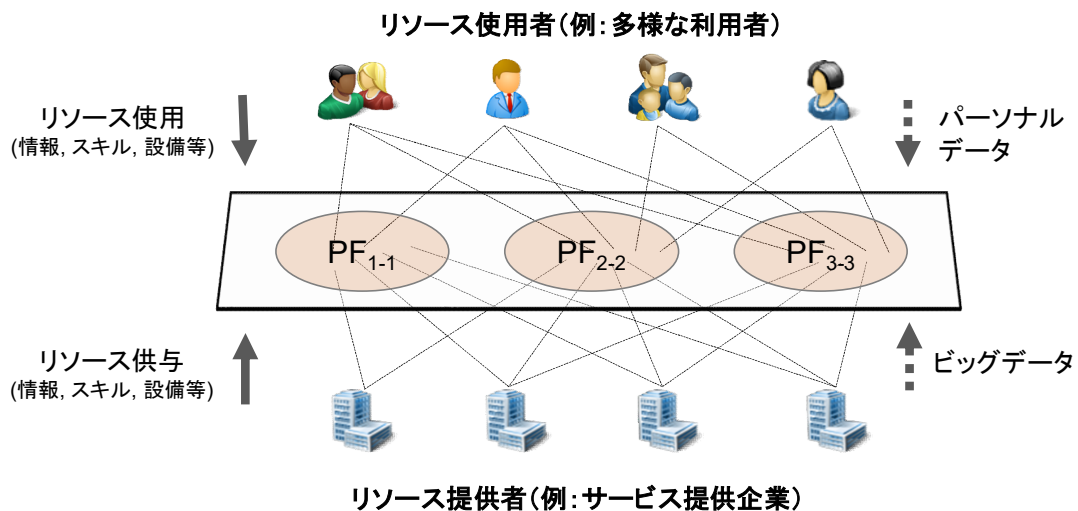 リソース使用者（例：多様な利用者）
リソース使用
(情報, スキル, 設備等)
パーソナル
データ
PF1-1
PF2-2
PF3-3
リソース供与
(情報, スキル, 設備等)
ビッグデータ
リソース提供者（例：サービス提供企業）